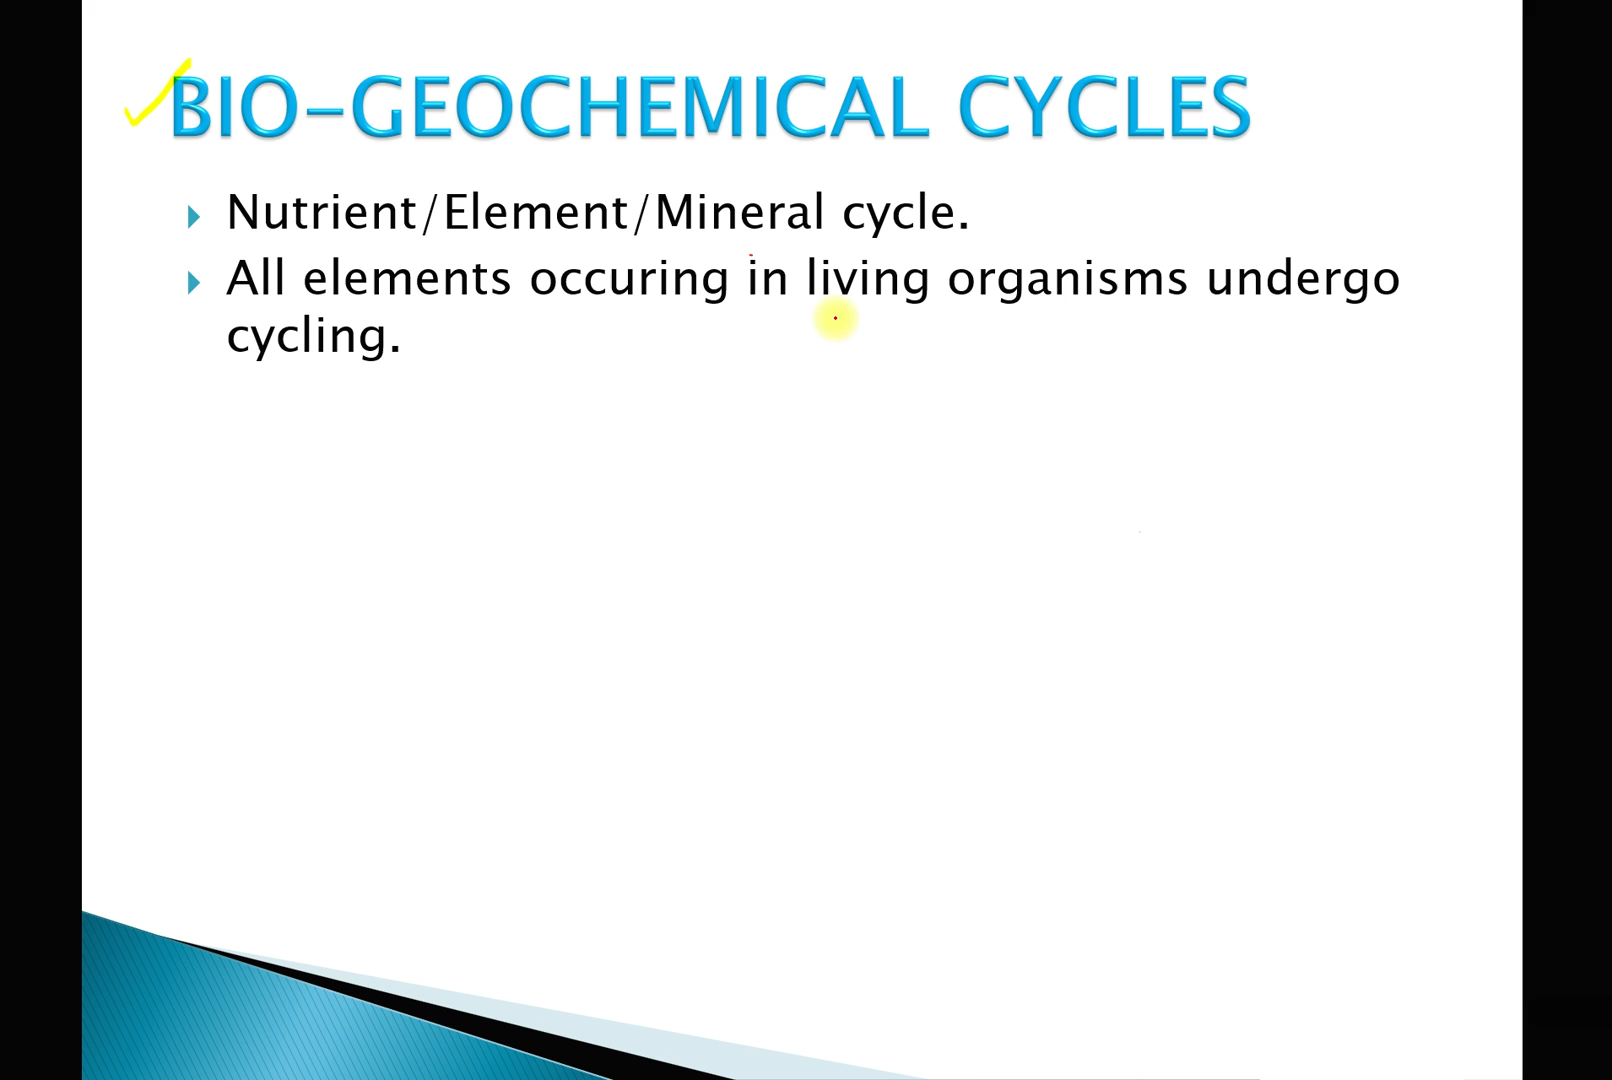 BIO-GEOCHEMICAL CYCLES
Nutrient/Element/Mineral cycle.
All elements occuring in living organisms undergo
cycling.